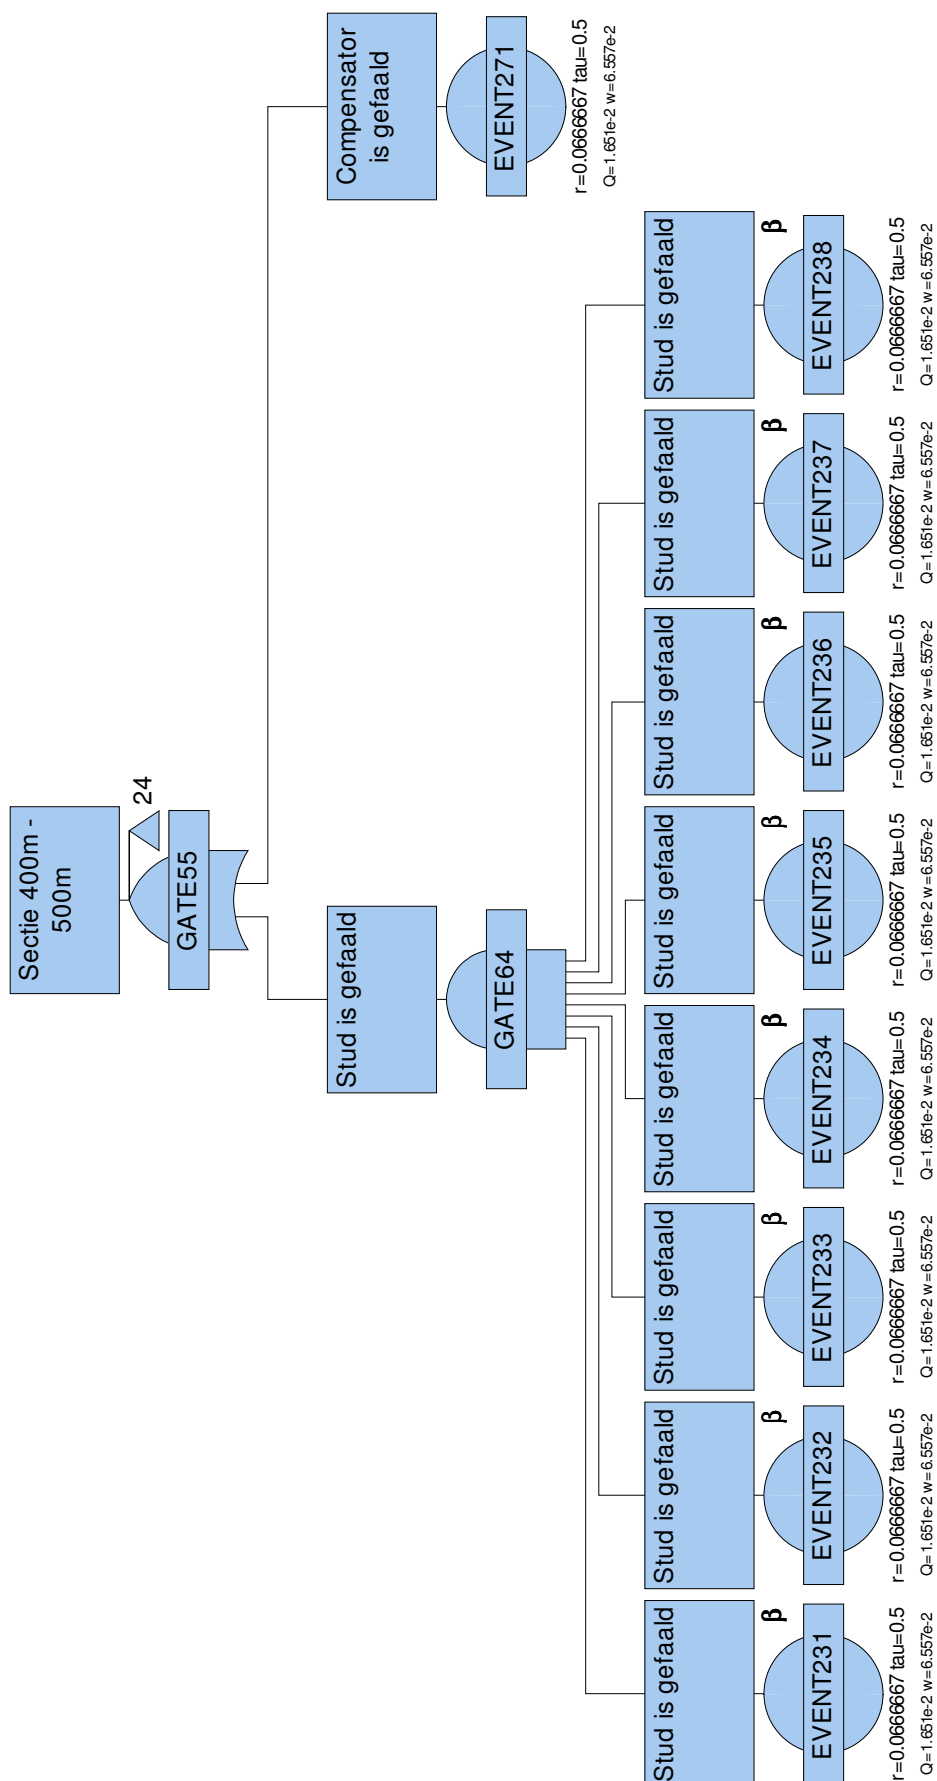 Sectie 400m -
500m
24
GATE55
Stud is gefaald
GATE64
Compensator
is gefaald
EVENT271
r=0.0666667 tau=0.5
Q=1.651e-2 w=6.557e-2
Stud is gefaald
β
EVENT231
r=0.0666667 tau=0.5
Q=1.651e-2 w=6.557e-2
Stud is gefaald
β
EVENT232
r=0.0666667 tau=0.5
Q=1.651e-2 w=6.557e-2
Stud is gefaald
β
EVENT233
r=0.0666667 tau=0.5
Q=1.651e-2 w=6.557e-2
Stud is gefaald
β
EVENT234
r=0.0666667 tau=0.5
Q=1.651e-2 w=6.557e-2
Stud is gefaald
β
EVENT235
r=0.0666667 tau=0.5
Q=1.651e-2 w=6.557e-2
Stud is gefaald
β
EVENT236
r=0.0666667 tau=0.5
Q=1.651e-2 w=6.557e-2
Stud is gefaald
β
EVENT237
r=0.0666667 tau=0.5
Q=1.651e-2 w=6.557e-2
Stud is gefaald
β
EVENT238
r=0.0666667 tau=0.5
Q=1.651e-2 w=6.557e-2